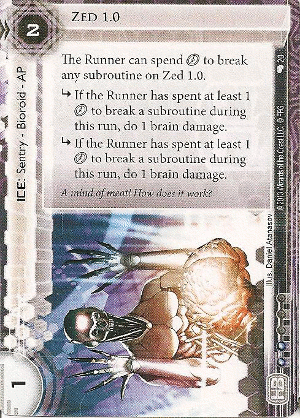 2
ZED 1.0
The Runner can spend to break
any subroutine on Zed 1.0.
If the Runner has spent at least 1
to break a subroutine during
this run, do 1 brain damage.
If the Runner has spent at least 1
to break a subroutine during
this run, do 1 brain damage.
A mind of meat! How does it work?
ICE: Sentry - Bioroid - AP
1
Illus. Daniel Atanasov
20